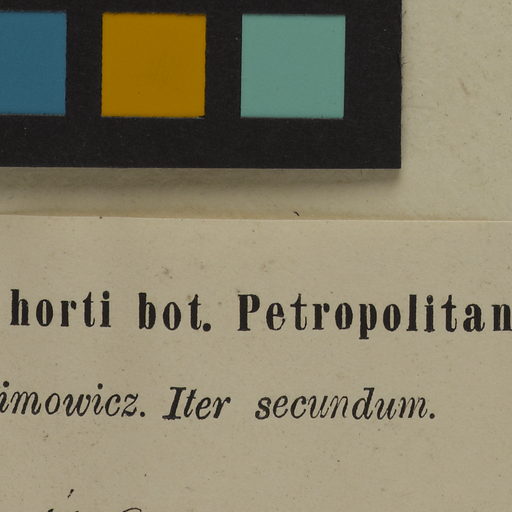 horti bot. Petropolitan
imowicz. Iter secundum.